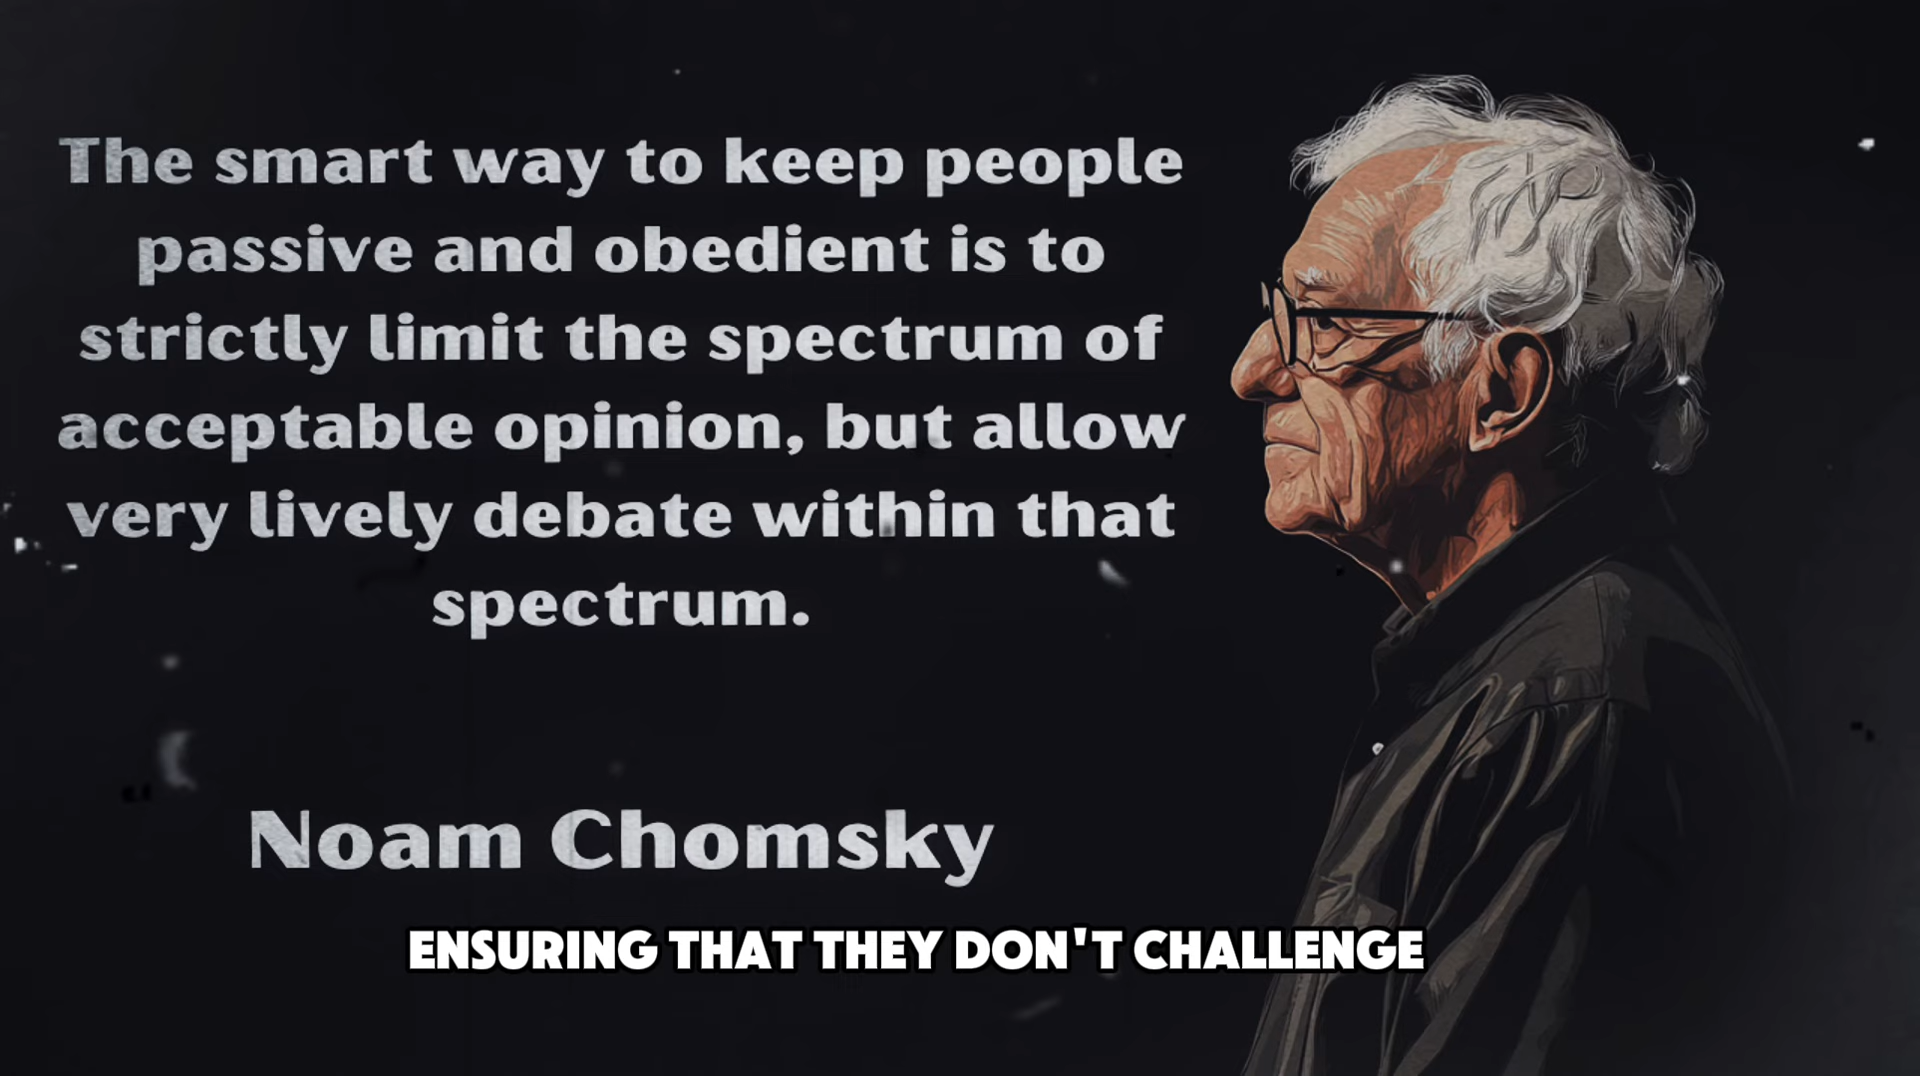 The smart way to keep people
passive and obedient is to
strictly limit the spectrum of
acceptable opinion, but allow
very lively debate within that
spectrum.
Noam Chomsky
ENSURING THAT THEY DON'T CHALLENGE